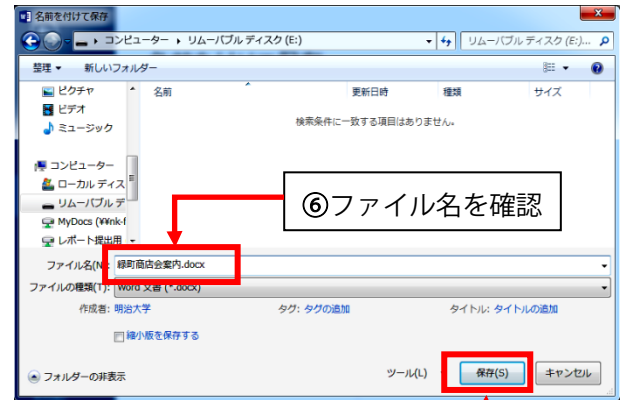 名前を付けて保存
コンピューター ▸ リムーバブル ディスク (E:)
リムーバブル ディスク (E:)...
整理 ▼ 新しいフォルダー
ピクチャ
ビデオ
ミュージック
コンピューター
ローカル ディス
リムーバブル デ
MyDocs (¥¥nk-f
レポート提出用
名前 更新日時 種類 サイズ
検索条件に一致する項目はありません。
⑥ファイル名を確認
ファイル名(N): 緑町商店会案内.docx
ファイルの種類(T): Word 文書 (*.docx)
作成者: 明治大学 タグ: タグの追加 タイトル: タイトルの追加
縮小版を保存する
フォルダーの非表示 ツール(L) 保存(S) キャンセル